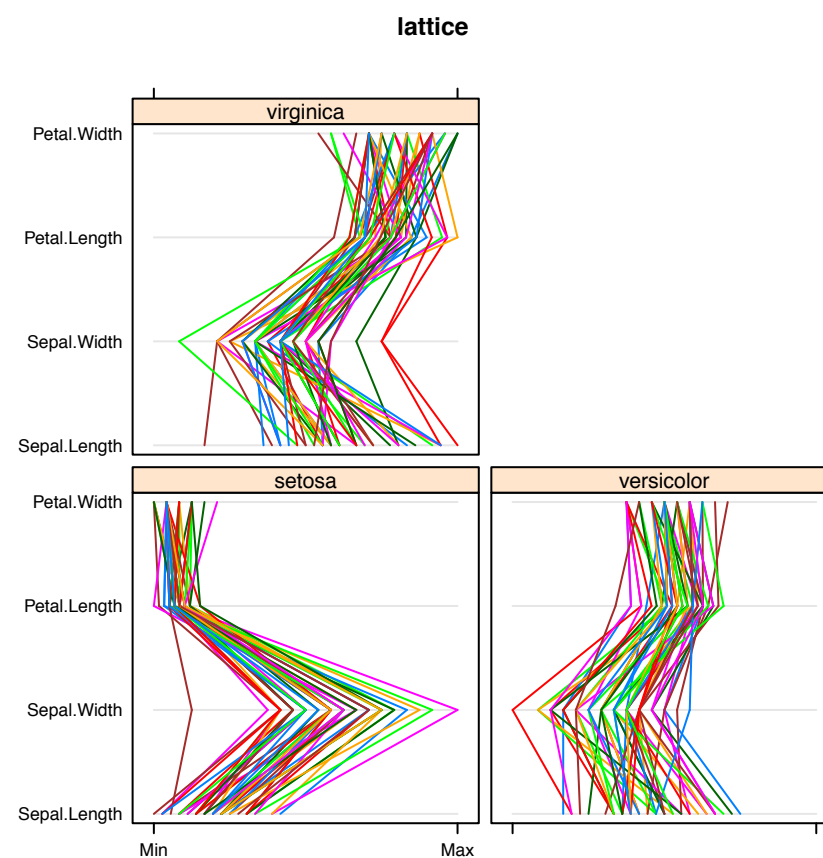 lattice
virginica
Petal.Width
Petal.Length
Sepal.Width
Sepal.Length
setosa
versicolor
Petal.Width
Petal.Length
Sepal.Width
Sepal.Length
Min
Max